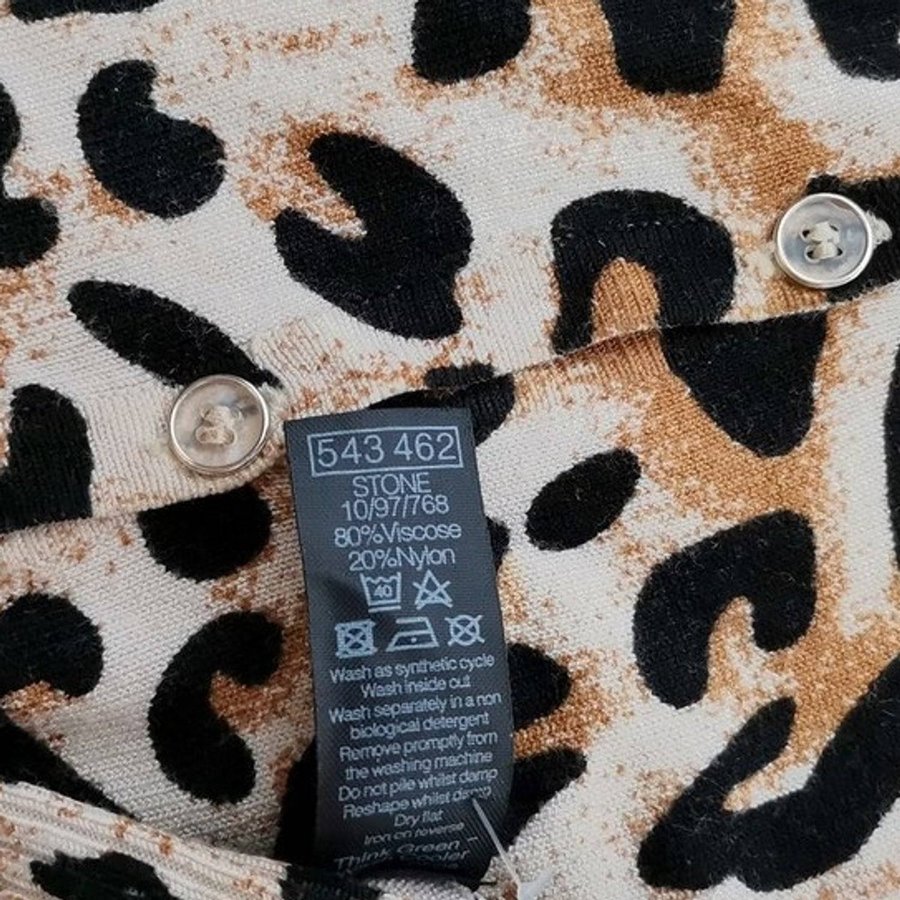 543 462
STONE
10/97/768
80%Viscose
20%Nylon
40
Wash as synthetic cycle
Wash inside out
Wash separately in a non
biological detergent
Remove promptly from
the washing machine
Do not pile whilst damp
Reshape whilst damp
Dry flat
Iron on reverse
Think Green -